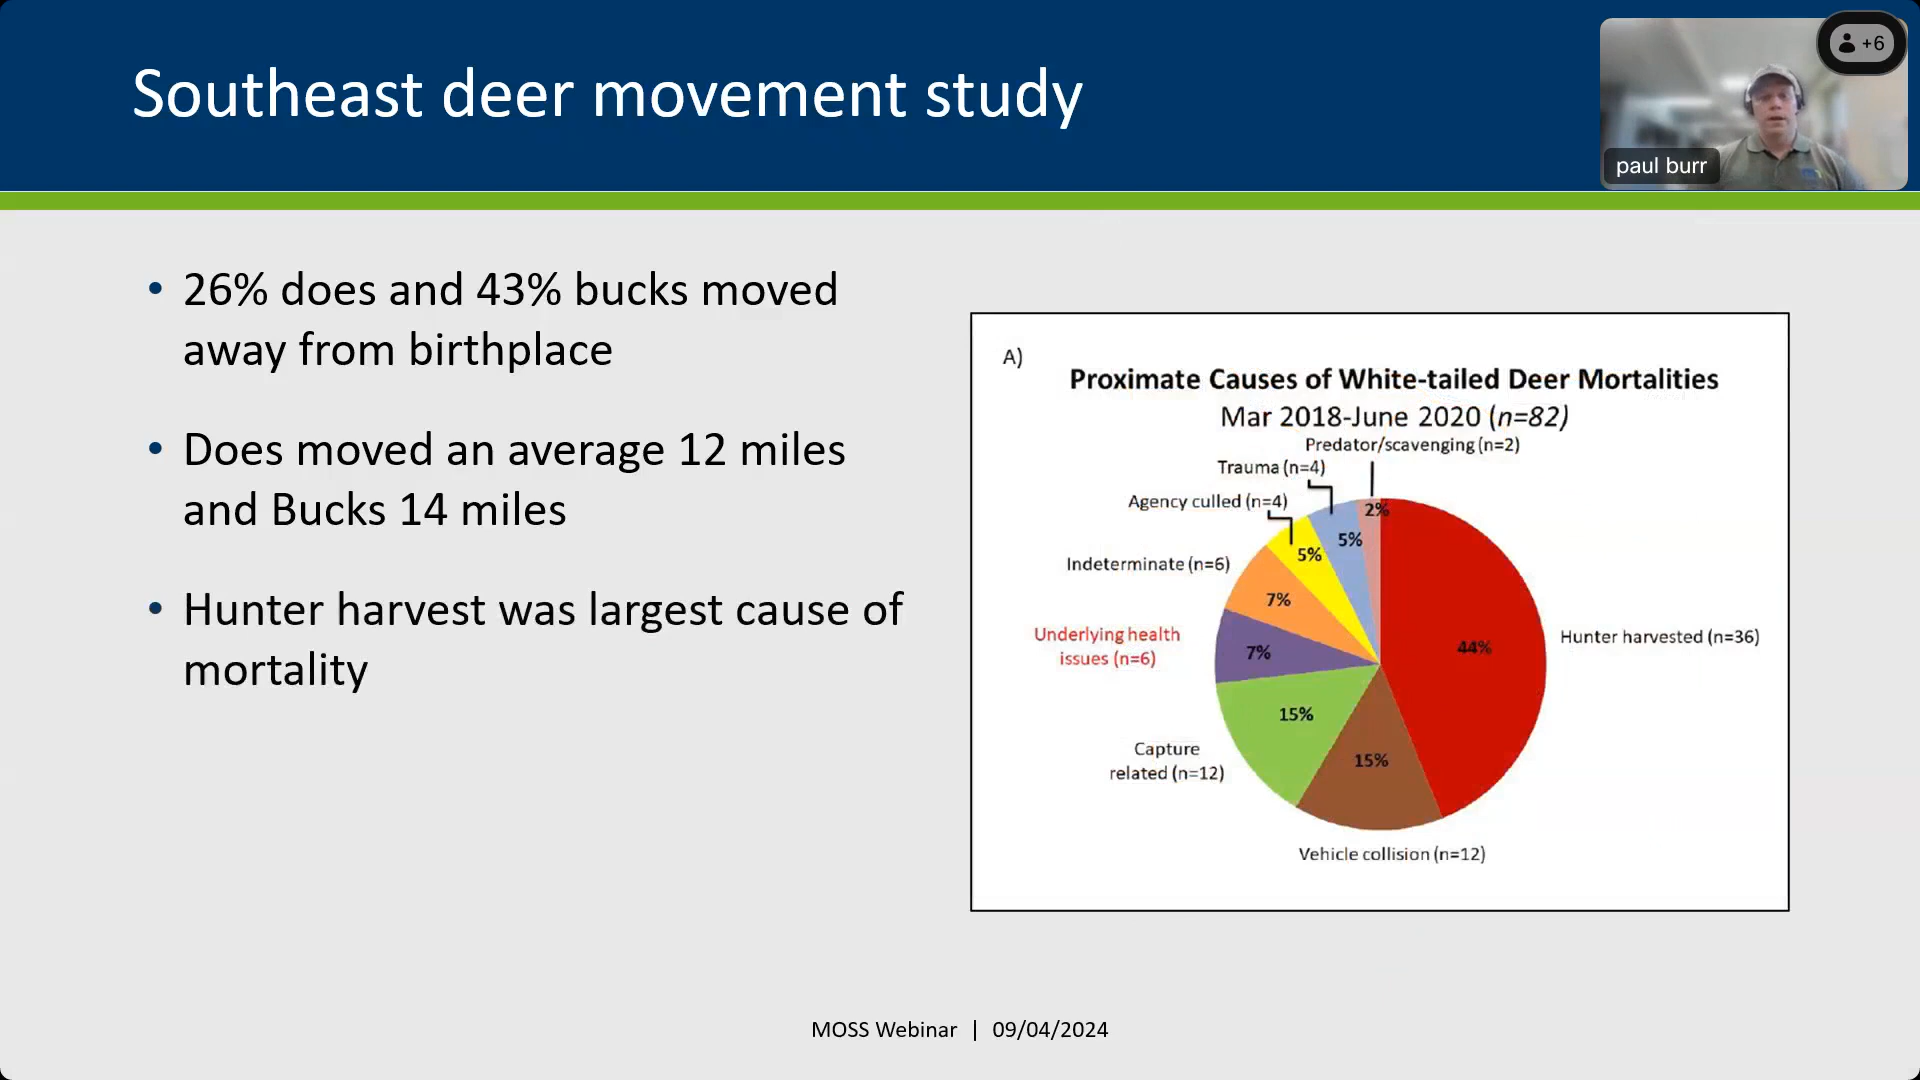 Southeast deer movement study
+6
paul burr
• 26% does and 43% bucks moved
away from birthplace
• Does moved an average 12 miles
and Bucks 14 miles
• Hunter harvest was largest cause of
mortality
A)
Proximate Causes of White-tailed Deer Mortalities
Mar 2018-June 2020 (n=82)
Predator/scavenging (n=2)
Trauma (n=4)
Agency culled (n=4)
2%
5%
5%
Indeterminate (n=6)
7%
Underlying health
issues (n=6)
7%
44%
Hunter harvested (n=36)
15%
Capture
related (n=12)
15%
Vehicle collision (n=12)
MOSS Webinar | 09/04/2024